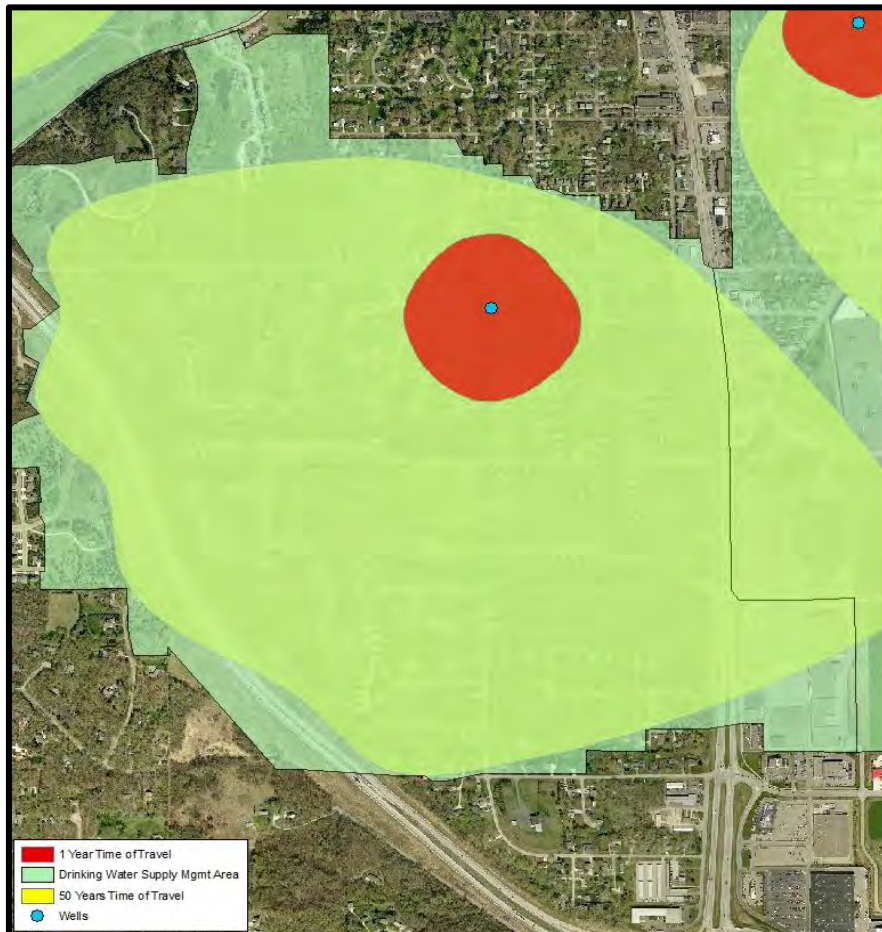 1 Year Time of Travel
Drinking Water Supply Mgmt Area
50 Years Time of Travel
Wells